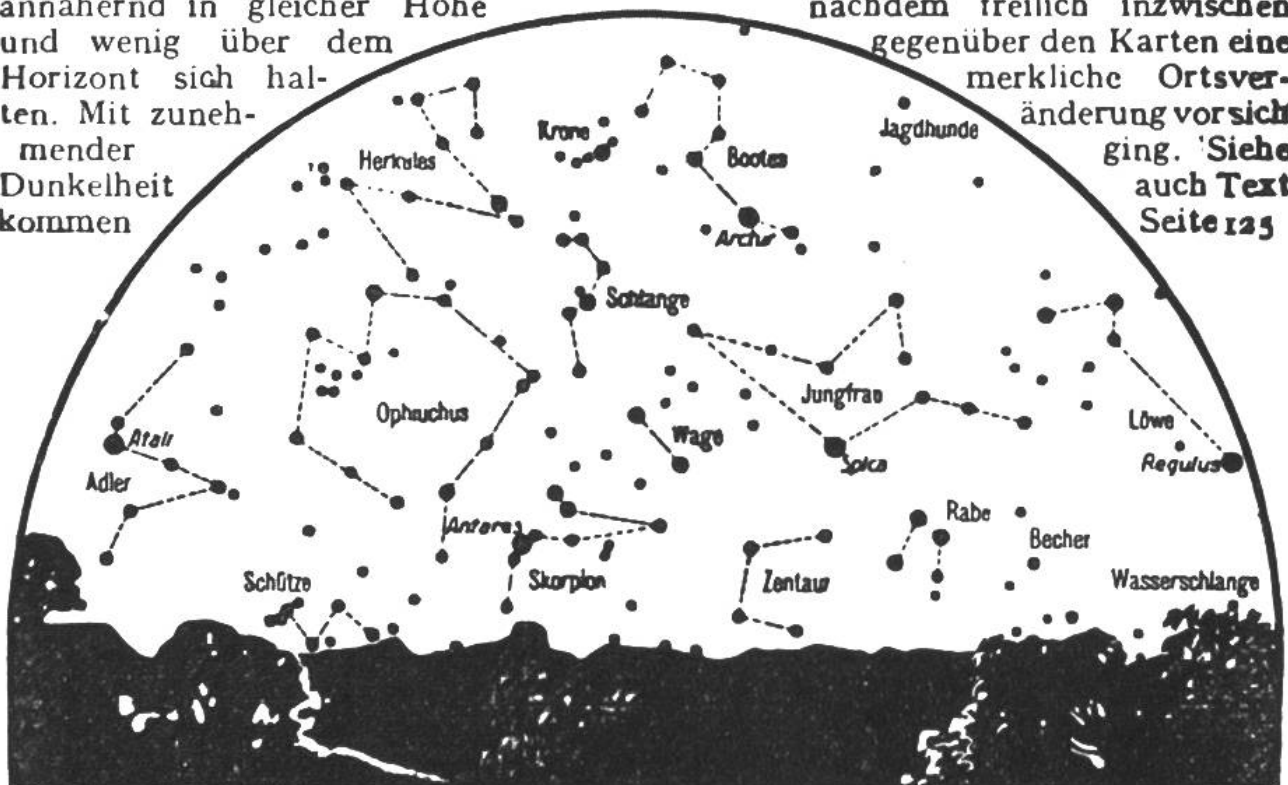 annähernd in gleicher Höhe
und wenig über dem
Horizont sich hal-
ten. Mit zuneh-
mender
Dunkelheit
kommen
nachdem freilich inzwischen
gegenüber den Karten eine
merkliche Ortsver-
änderung vor sich
ging. Siehe
auch Text
Seite 125
Krone
Jagdhunde
Herkules
Bootes
Arctur
Schlange
Jungfrau
Ophiuchus
Wage
Löwe
Atair
Spica
Regulus
Adler
Antares
Rabe
Becher
Schütze
Skorpion
Zentaur
Wasserschlange